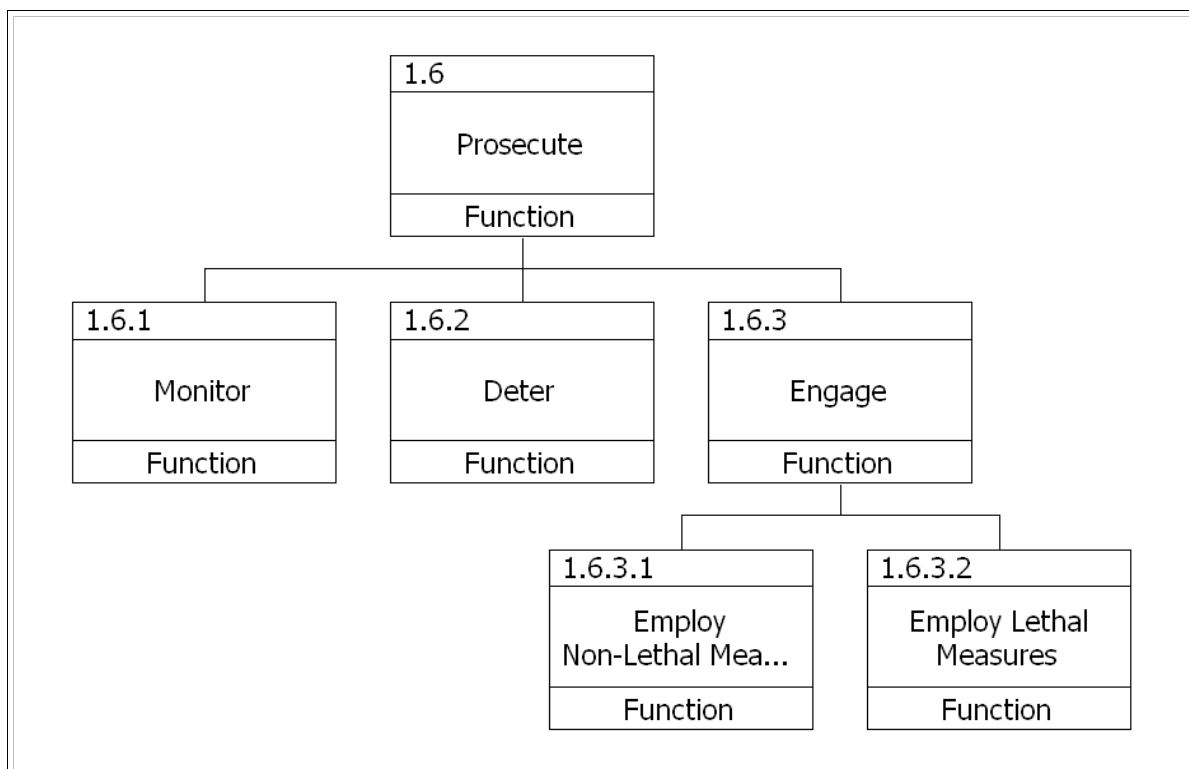 1.6
Prosecute
Function
1.6.1
Monitor
Function
1.6.2
Deter
Function
1.6.3
Engage
Function
1.6.3.1
Employ
Non-Lethal Mea...
Function
1.6.3.2
Employ Lethal
Measures
Function